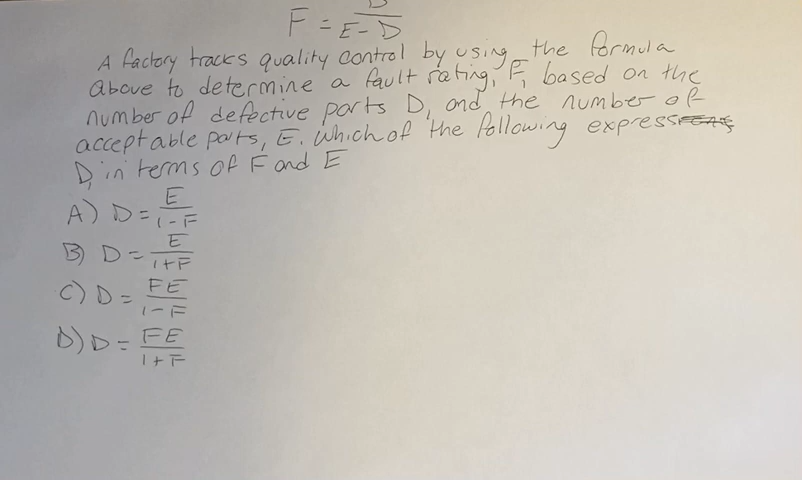 F = D / E - D
A factory tracks quality control by using the formula
above to determine a fault rating, F, based on the
number of defective parts D, and the number of
acceptable parts, E. Which of the following express
D, in terms of F and E
A) D = E / 1 - F
B) D = E / 1 + F
C) D = FE / 1 - F
D) D = FE / 1 + F